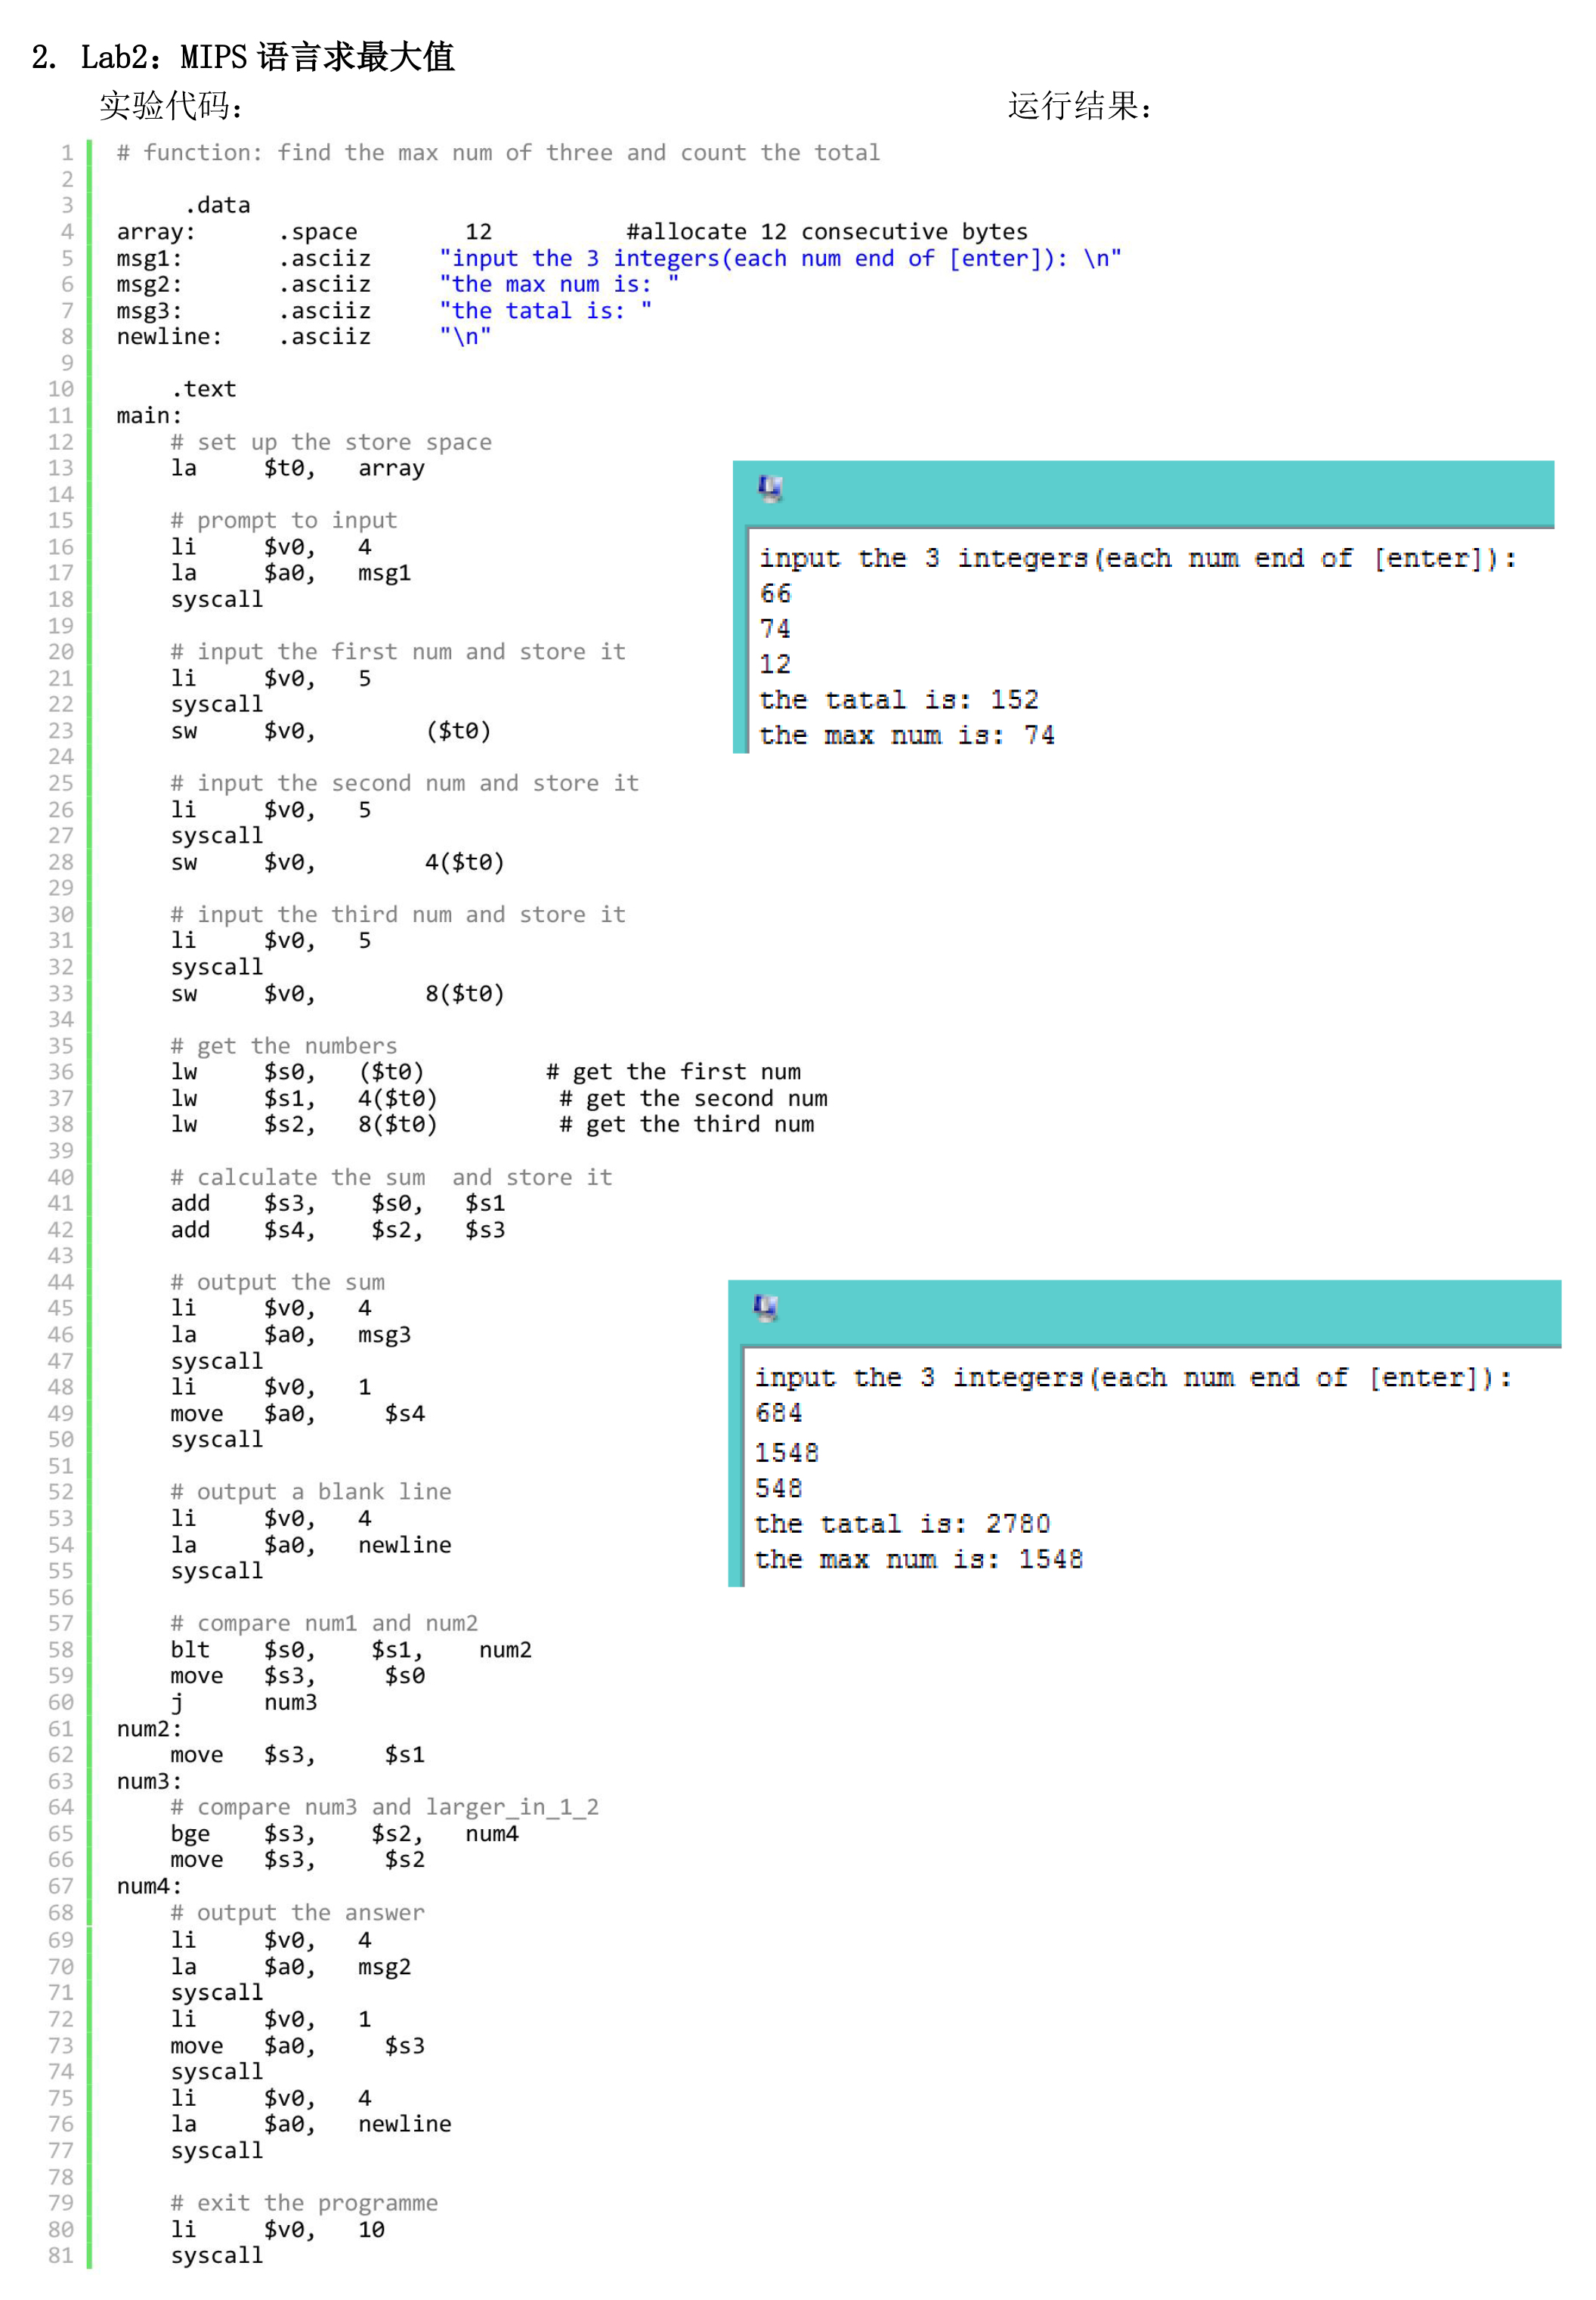 2. Lab2：MIPS 语言求最大值
实验代码：
运行结果：
1 # function: find the max num of three and count the total
2
3 .data
4 array: .space 12 #allocate 12 consecutive bytes
5 msg1: .asciiz "input the 3 integers(each num end of [enter]): \n"
6 msg2: .asciiz "the max num is: "
7 msg3: .asciiz "the tatal is: "
8 newline: .asciiz "\n"
9
10 .text
11 main:
12 # set up the store space
13 la $t0, array
14
15 # prompt to input
16 li $v0, 4
17 la $a0, msg1
18 syscall
19
20 # input the first num and store it
21 li $v0, 5
22 syscall
23 sw $v0, ($t0)
24
25 # input the second num and store it
26 li $v0, 5
27 syscall
28 sw $v0, 4($t0)
29
30 # input the third num and store it
31 li $v0, 5
32 syscall
33 sw $v0, 8($t0)
34
35 # get the numbers
36 lw $s0, ($t0) # get the first num
37 lw $s1, 4($t0) # get the second num
38 lw $s2, 8($t0) # get the third num
39
40 # calculate the sum  and store it
41 add $s3, $s0, $s1
42 add $s4, $s2, $s3
43
44 # output the sum
45 li $v0, 4
46 la $a0, msg3
47 syscall
48 li $v0, 1
49 move $a0, $s4
50 syscall
51
52 # output a blank line
53 li $v0, 4
54 la $a0, newline
55 syscall
56
57 # compare num1 and num2
58 blt $s0, $s1, num2
59 move $s3, $s0
60 j num3
61 num2:
62 move $s3, $s1
63 num3:
64 # compare num3 and larger_in_1_2
65 bge $s3, $s2, num4
66 move $s3, $s2
67 num4:
68 # output the answer
69 li $v0, 4
70 la $a0, msg2
71 syscall
72 li $v0, 1
73 move $a0, $s3
74 syscall
75 li $v0, 4
76 la $a0, newline
77 syscall
78
79 # exit the programme
80 li $v0, 10
81 syscall
input the 3 integers(each num end of [enter]):
66
74
12
the tatal is: 152
the max num is: 74
input the 3 integers(each num end of [enter]):
684
1548
548
the tatal is: 2780
the max num is: 1548